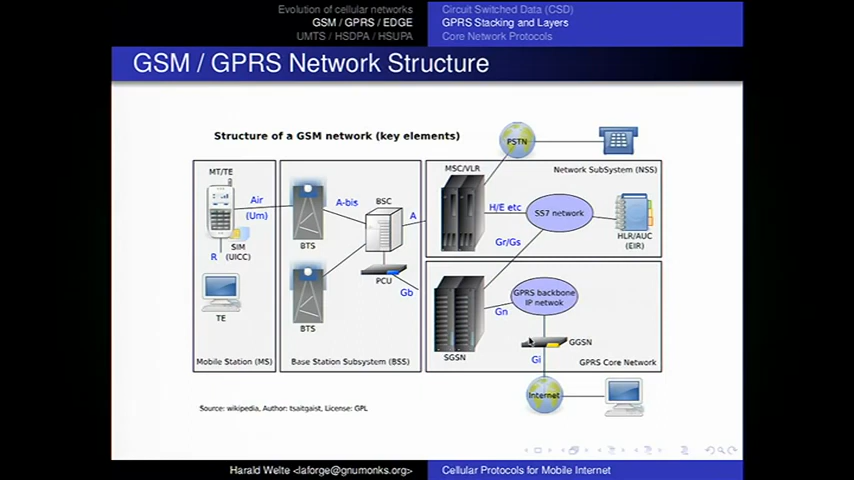 Evolution of cellular networks
GSM / GPRS / EDGE
UMTS / HSDPA / HSUPA
Circuit Switched Data (CSD)
GPRS Stacking and Layers
Core Network Protocols
GSM / GPRS Network Structure
Structure of a GSM network (key elements)
PSTN
MT/TE
MSC/VLR
Network SubSystem (NSS)
Air
(Um)
A-bis
BSC
A
H/E etc
SS7 network
BTS
SIM
(UICC)
R
Gr/Gs
HLR/AUC
(EIR)
PCU
Gb
GPRS backbone
IP netwok
Gn
TE
BTS
SGSN
GGSN
Gi
Mobile Station (MS)
Base Station Subsystem (BSS)
GPRS Core Network
Internet
Source: wikipedia, Author: tsaitgaist, License: GPL
Harald Welte <laforge@gnumonks.org>
Cellular Protocols for Mobile Internet